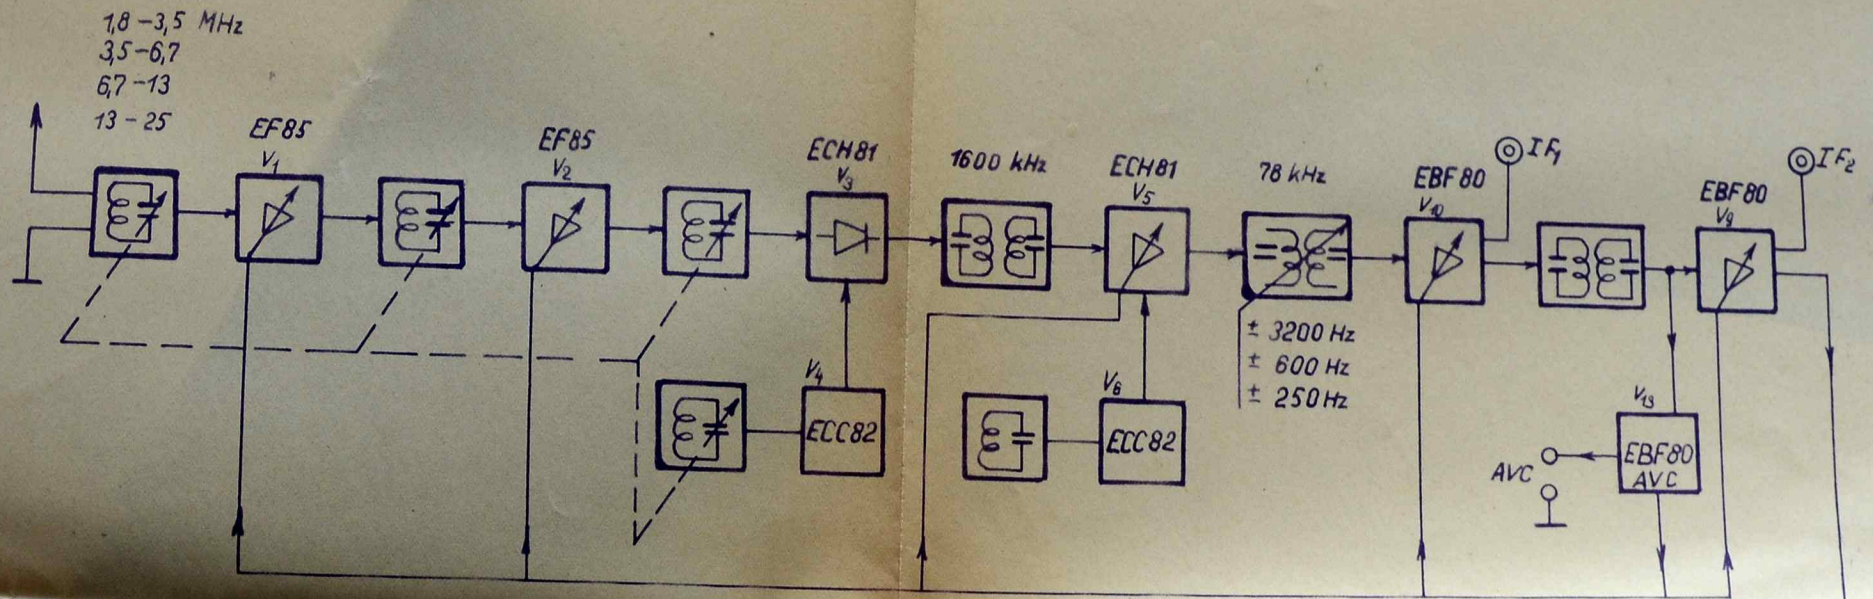 1,8-3,5 MHz
3,5-6,7
6,7-13
13-25
EF85
V1
EF85
V2
ECH81
V3
1600 kHz
ECH81
V5
78 kHz
EBF80
V10
IF1
EBF80
V9
IF2
± 3200 Hz
± 600 Hz
± 250 Hz
V4
ECC82
V6
ECC82
V13
EBF80
AVC
AVC